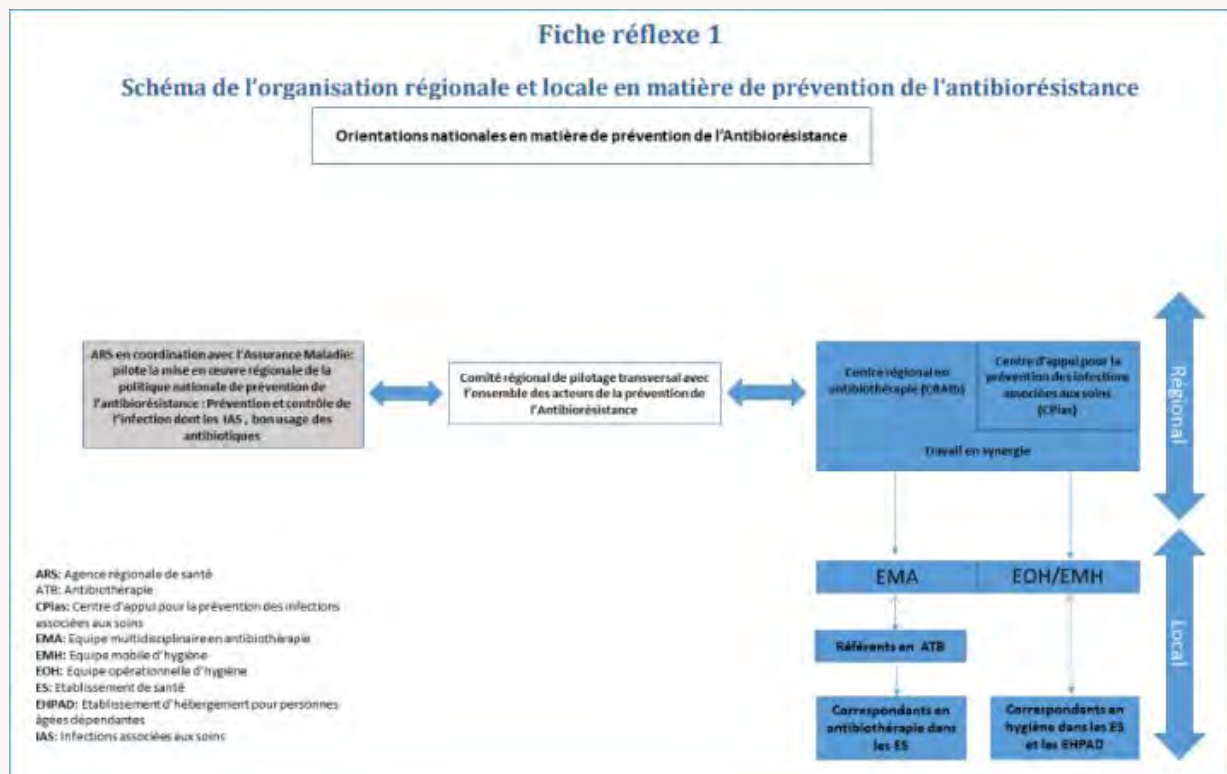 Fiche réflexe 1
Schéma de l'organisation régionale et locale en matière de prévention de l'antibiorésistance
Orientations nationales en matière de prévention de l'Antibiorésistance
ARS en coordination avec l'Assurance Maladie:
pilote la mise en œuvre régionale de la
politique nationale de prévention de
l'antibiorésistance : Prévention et contrôle de
l'infection dont les IAS , bon usage des
antibiotiques
Comité régional de pilotage transversal avec
l'ensemble des acteurs de la prévention de
l'Antibiorésistance
Centre régional en
antibiothérapie (CRAtb)
Centre d'appui pour la
prévention des infections
associées aux soins
(CPias)
Travail en synergie
Régional
EMA
EOH/EMH
Référents en ATB
Correspondants en
antibiothérapie dans
les ES
Correspondants en
hygiène dans les ES
et les EHPAD
Local
ARS: Agence régionale de santé
ATB: Antibiothérapie
CPias: Centre d'appui pour la prévention des infections
associées aux soins
EMA: Equipe multidisciplinaire en antibiothérapie
EMH: Equipe mobile d'hygiène
EOH: Equipe opérationnelle d'hygiène
ES: Etablissement de santé
EHPAD: Etablissement d'hébergement pour personnes
âgées dépendantes
IAS: Infections associées aux soins